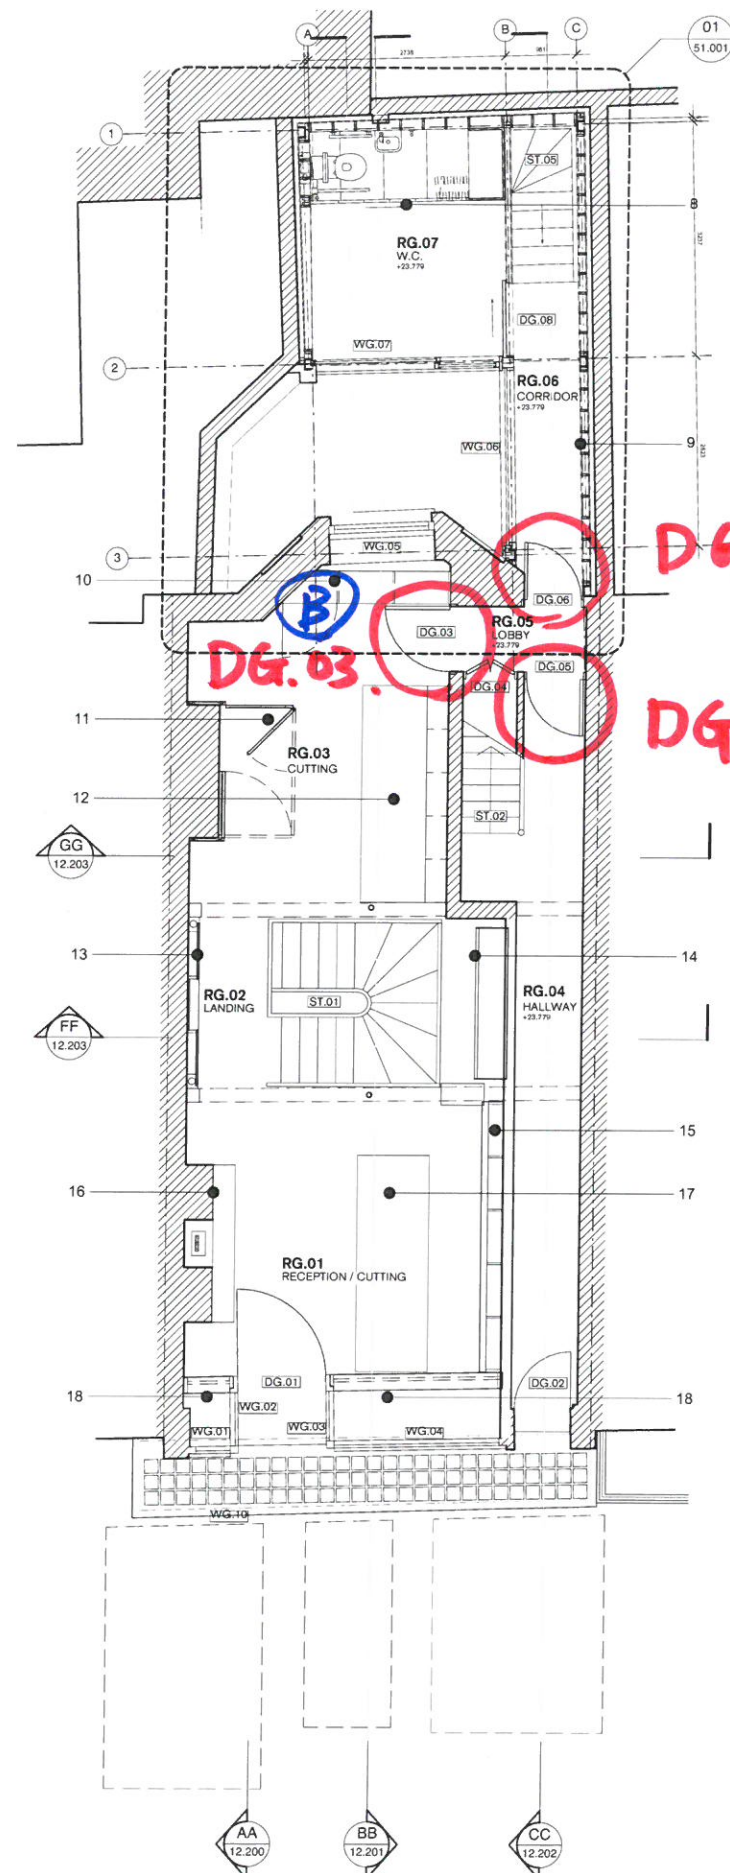 01
51.001
A
B
C
2738
981
1
ST.05
8
RG.07
W.C.
+23.779
DG.08
WG.07
2
RG.06
CORRIDOR
+23.779
WG.06
9
3
WG.05
DG
10
DG.06
B
RG.05
LOBBY
+23.779
DG.03
DG.05
DG.03.
DG.04
DG
11
RG.03
CUTTING
12
ST.02
GG
12.203
13
14
RG.02
LANDING
ST.01
RG.04
HALLWAY
+23.779
FF
12.203
15
16
17
RG.01
RECEPTION / CUTTING
DG.01
DG.02
18
18
WG.02
WG.01
WG.03
WG.04
WG.10
AA
12.200
BB
12.201
CC
12.202